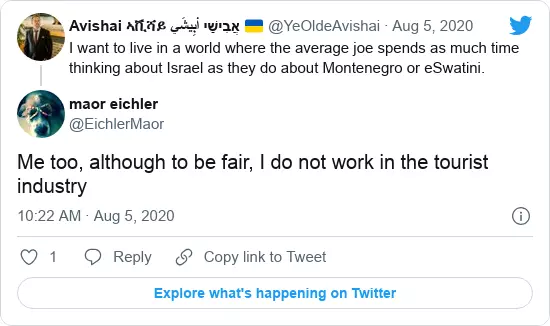 Avishai ኣቪሻይ אֲבִישַׁי أبِيشَي 🇺🇦 @YeOldeAvishai · Aug 5, 2020
I want to live in a world where the average joe spends as much time
thinking about Israel as they do about Montenegro or eSwatini.
maor eichler
@EichlerMaor
Me too, although to be fair, I do not work in the tourist
industry
10:22 AM · Aug 5, 2020
1 Reply Copy link to Tweet
Explore what's happening on Twitter